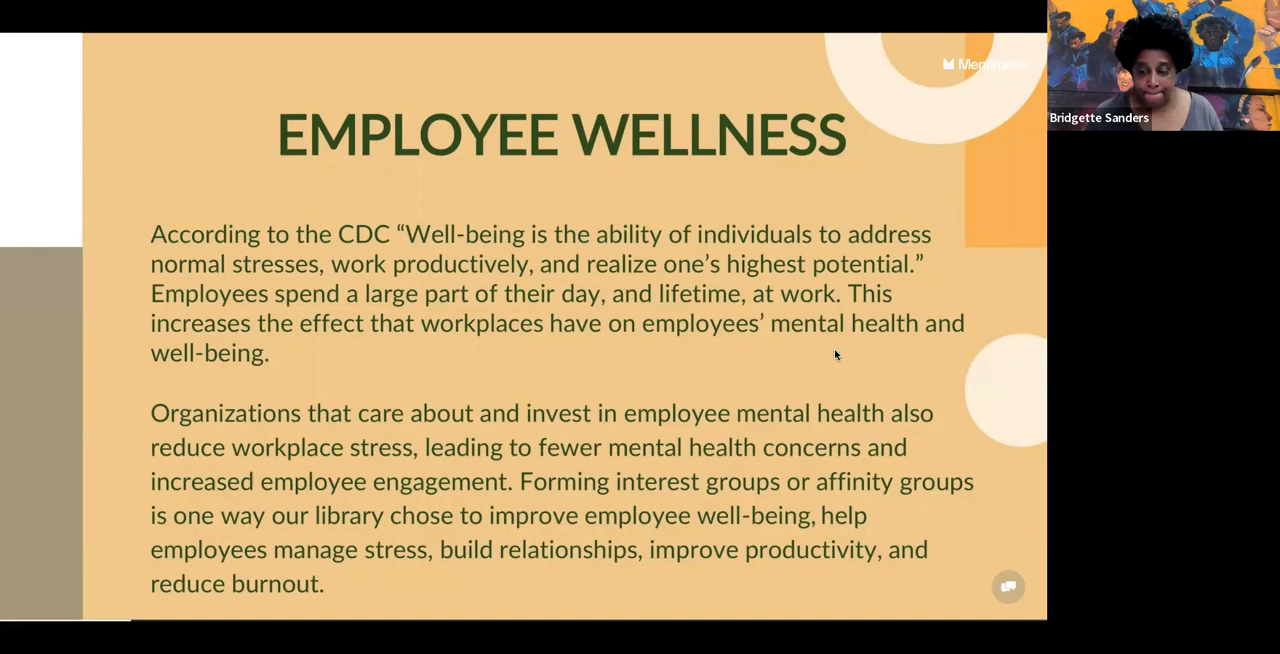 Mentimeter
EMPLOYEE WELLNESS
According to the CDC “Well-being is the ability of individuals to address
normal stresses, work productively, and realize one’s highest potential.”
Employees spend a large part of their day, and lifetime, at work. This
increases the effect that workplaces have on employees’ mental health and
well-being.
Organizations that care about and invest in employee mental health also
reduce workplace stress, leading to fewer mental health concerns and
increased employee engagement. Forming interest groups or affinity groups
is one way our library chose to improve employee well-being, help
employees manage stress, build relationships, improve productivity, and
reduce burnout.
Bridgette Sanders